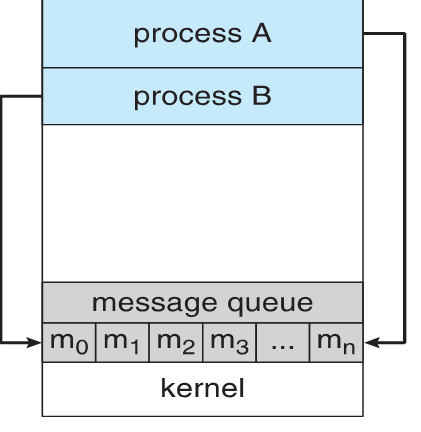 process A
process B
message queue
m₀ m₁ m₂ m₃ ... mₙ
kernel